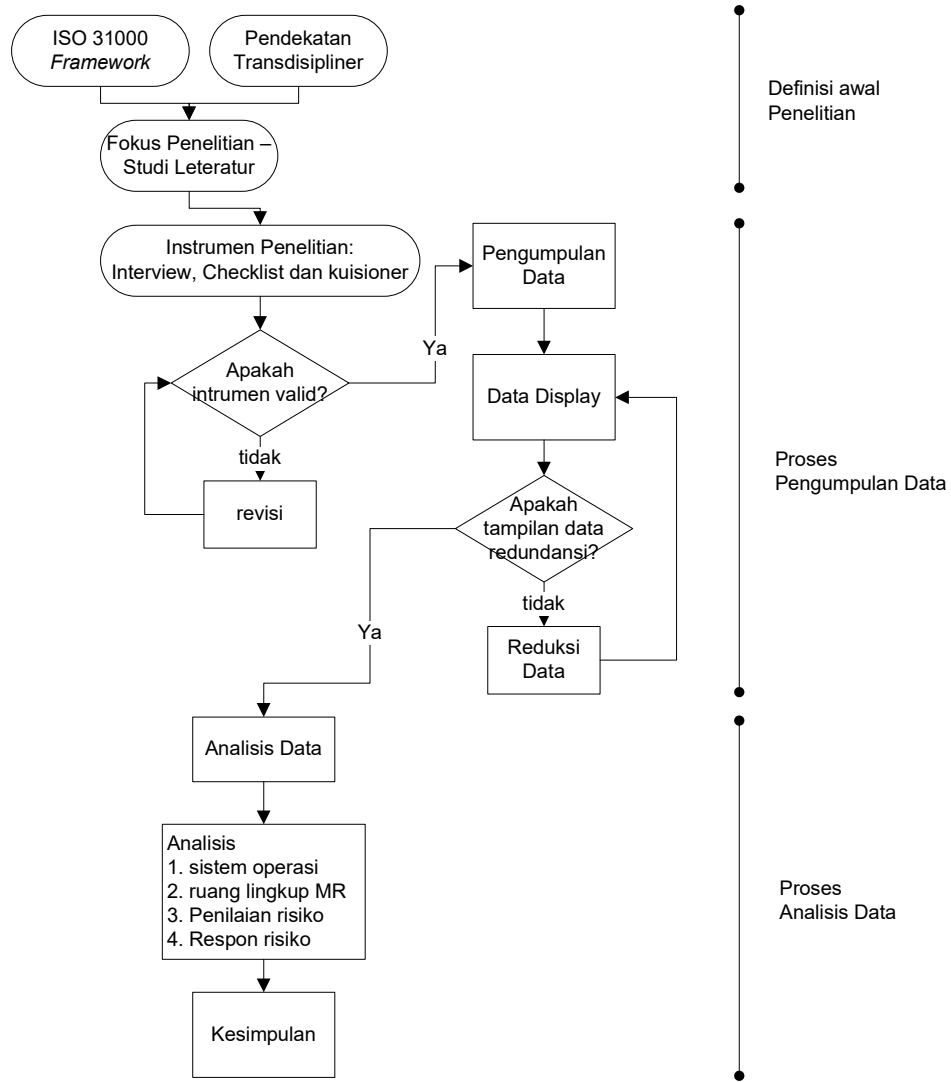 ISO 31000
Framework
Pendekatan
Transdisipliner
Definisi awal
Penelitian
Fokus Penelitian –
Studi Leteratur
Instrumen Penelitian:
Interview, Checklist dan kuisioner
Pengumpulan
Data
Ya
Apakah
intrumen valid?
Data Display
tidak
revisi
Proses
Pengumpulan Data
Apakah
tampilan data
redundansi?
tidak
Ya
Reduksi
Data
Analisis Data
Analisis
1. sistem operasi
2. ruang lingkup MR
3. Penilaian risiko
4. Respon risiko
Proses
Analisis Data
Kesimpulan